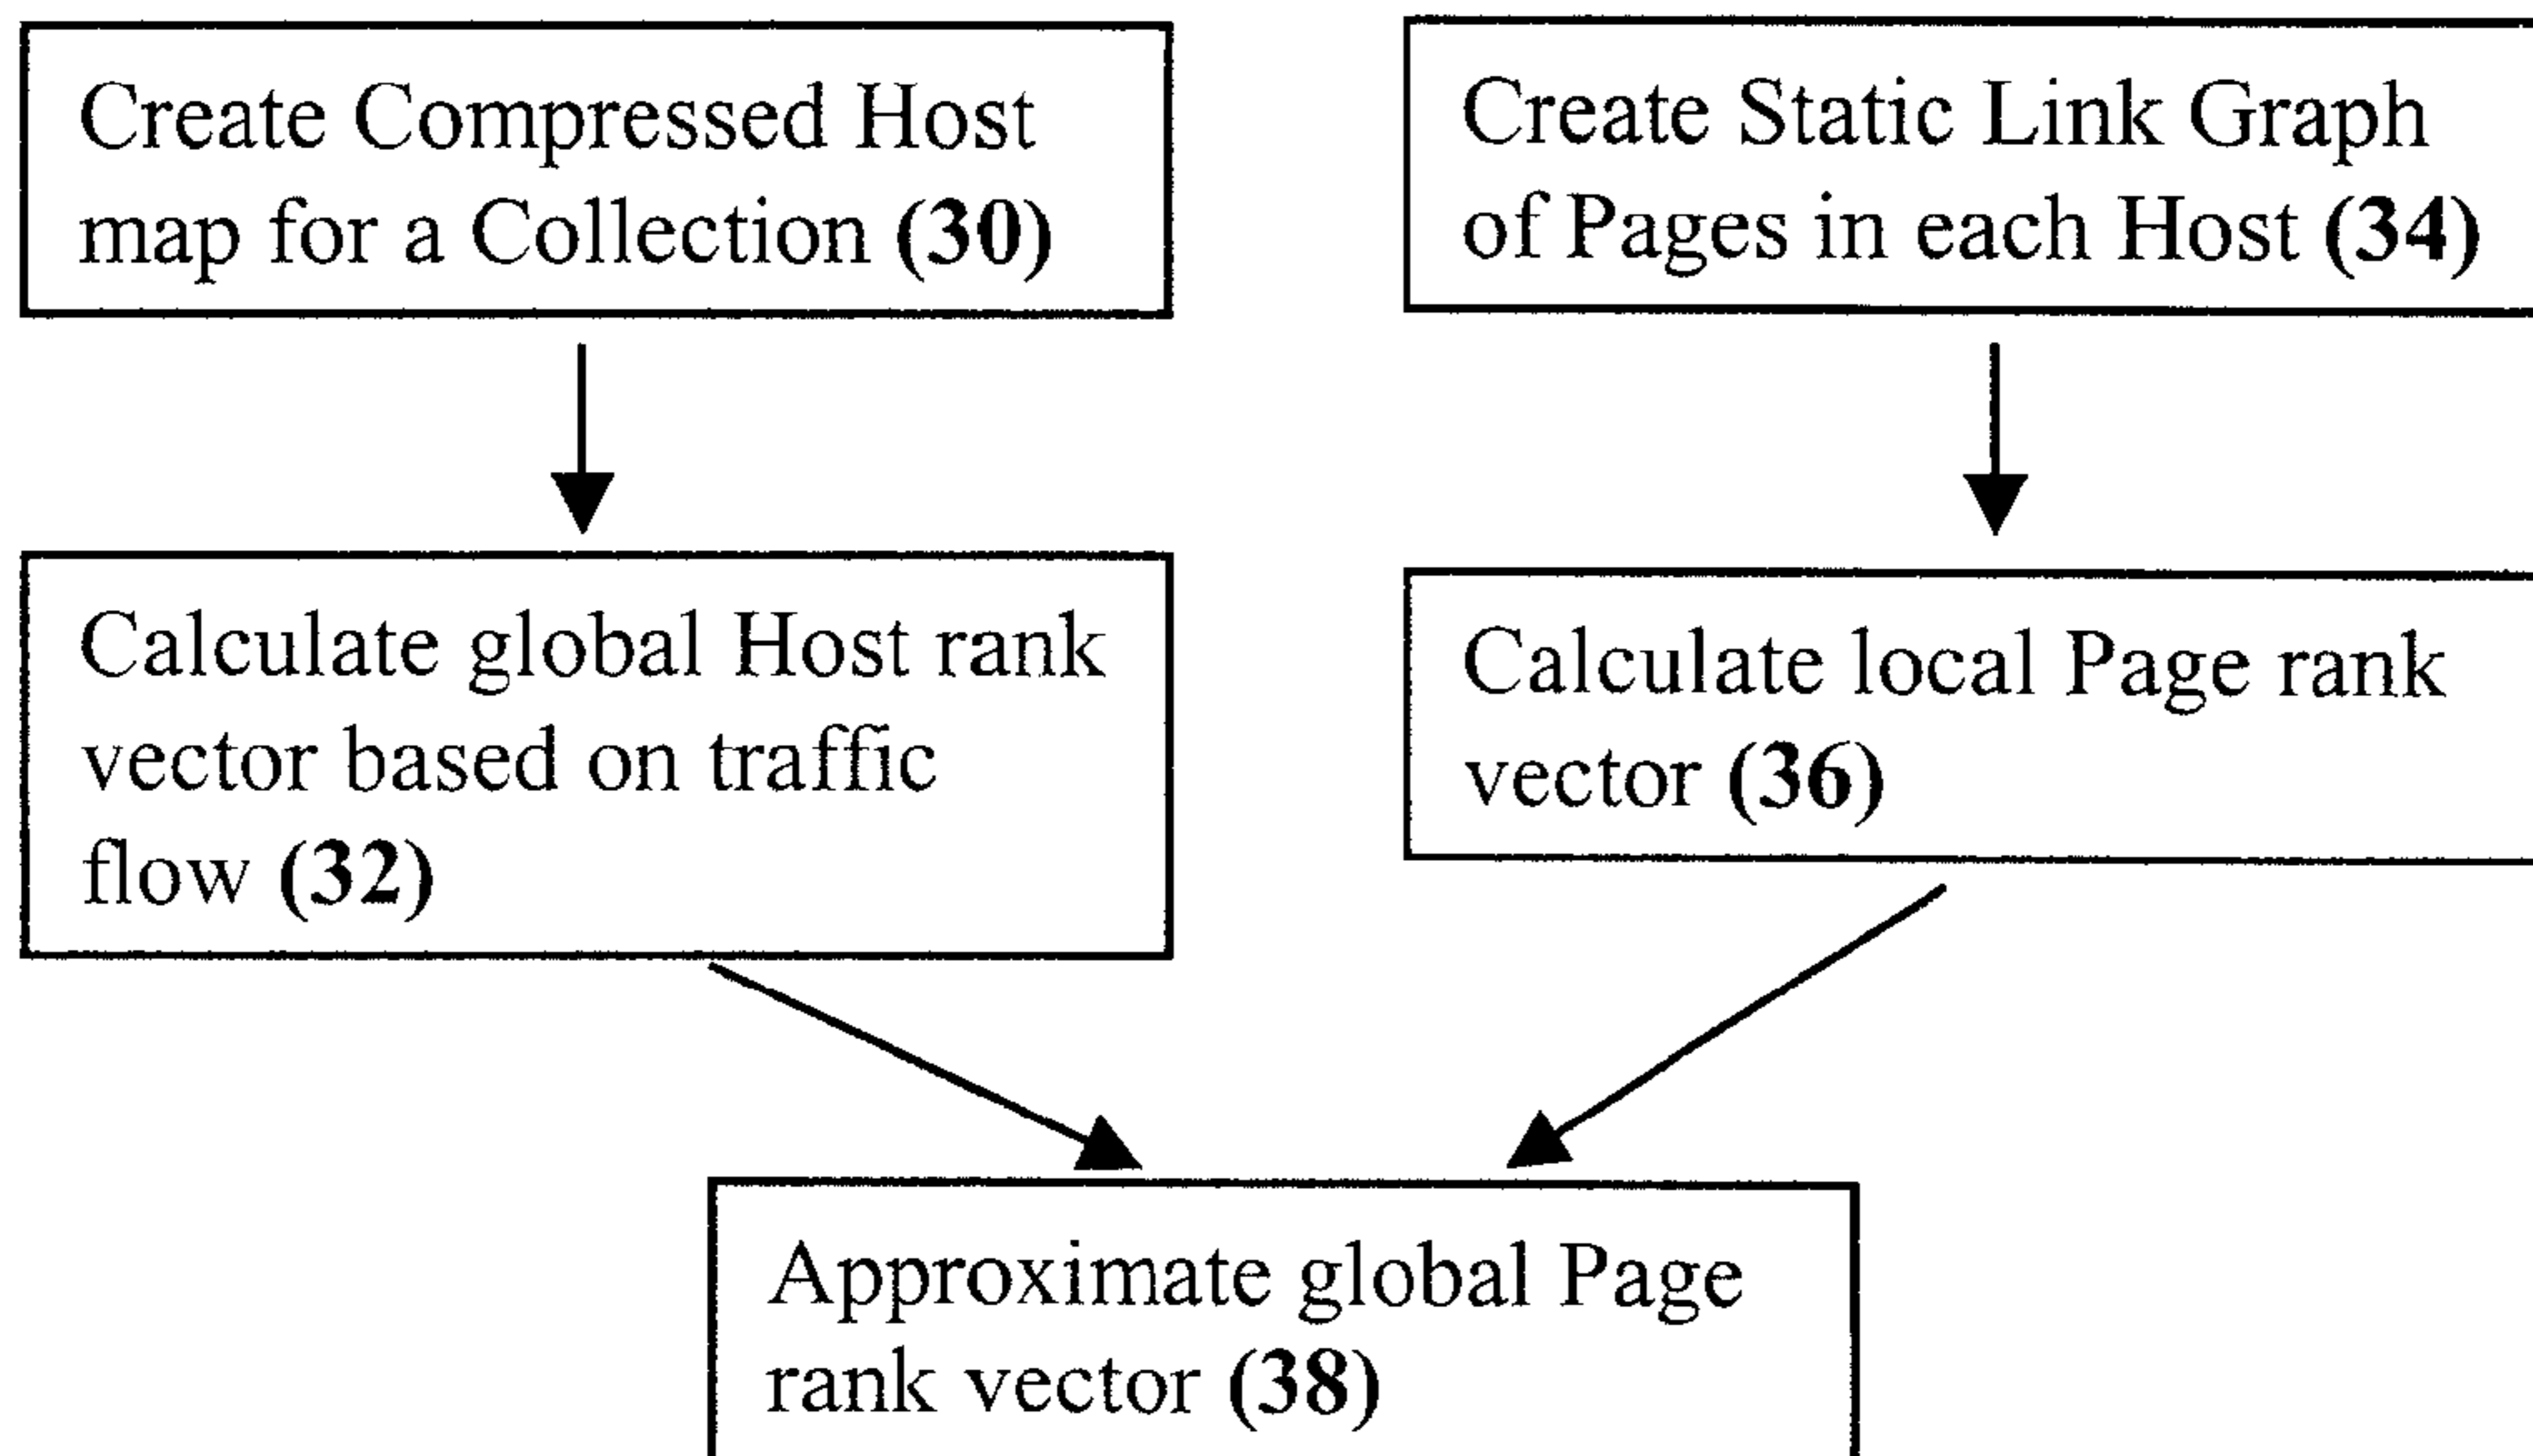 Create Compressed Host
map for a Collection (30)
Create Static Link Graph
of Pages in each Host (34)
Calculate global Host rank
vector based on traffic
flow (32)
Calculate local Page rank
vector (36)
Approximate global Page
rank vector (38)